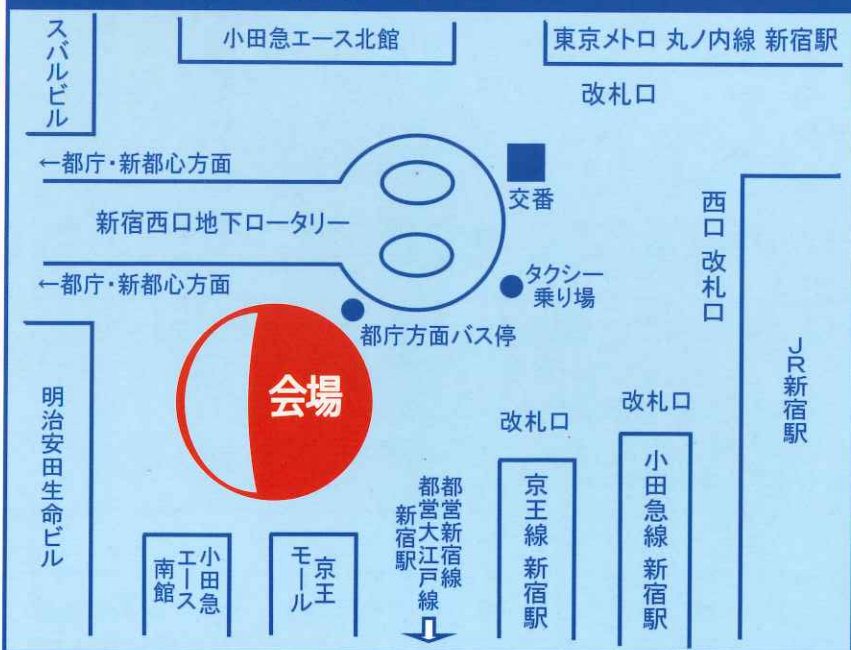 スバルビル
小田急エース北館
東京メトロ 丸ノ内線 新宿駅
改札口
←都庁・新都心方面
交番
新宿西口地下ロータリー
西口 改札口
←都庁・新都心方面
タクシー
乗り場
都庁方面バス停
会場
JR新宿駅
明治安田生命ビル
改札口
改札口
小田急
エース
南館
京王
モール
都営新宿線
都営大江戸線
新宿駅
京王線 新宿駅
小田急線 新宿駅